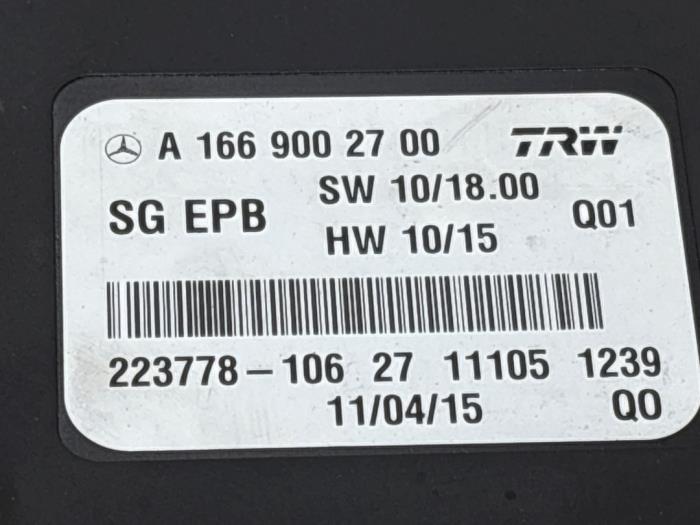 A 166 900 27 00 TRW
SW 10/18.00
SG EPB Q01
HW 10/15
223778-106 27 11105 1239
11/04/15 Q0